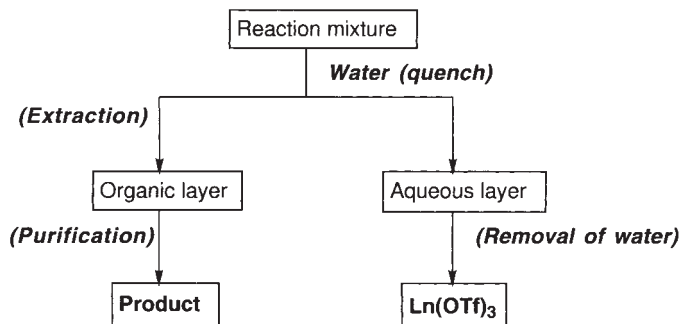 Reaction mixture
Water (quench)
(Extraction)
Organic layer
Aqueous layer
(Purification)
(Removal of water)
Product
Ln(OTf)₃